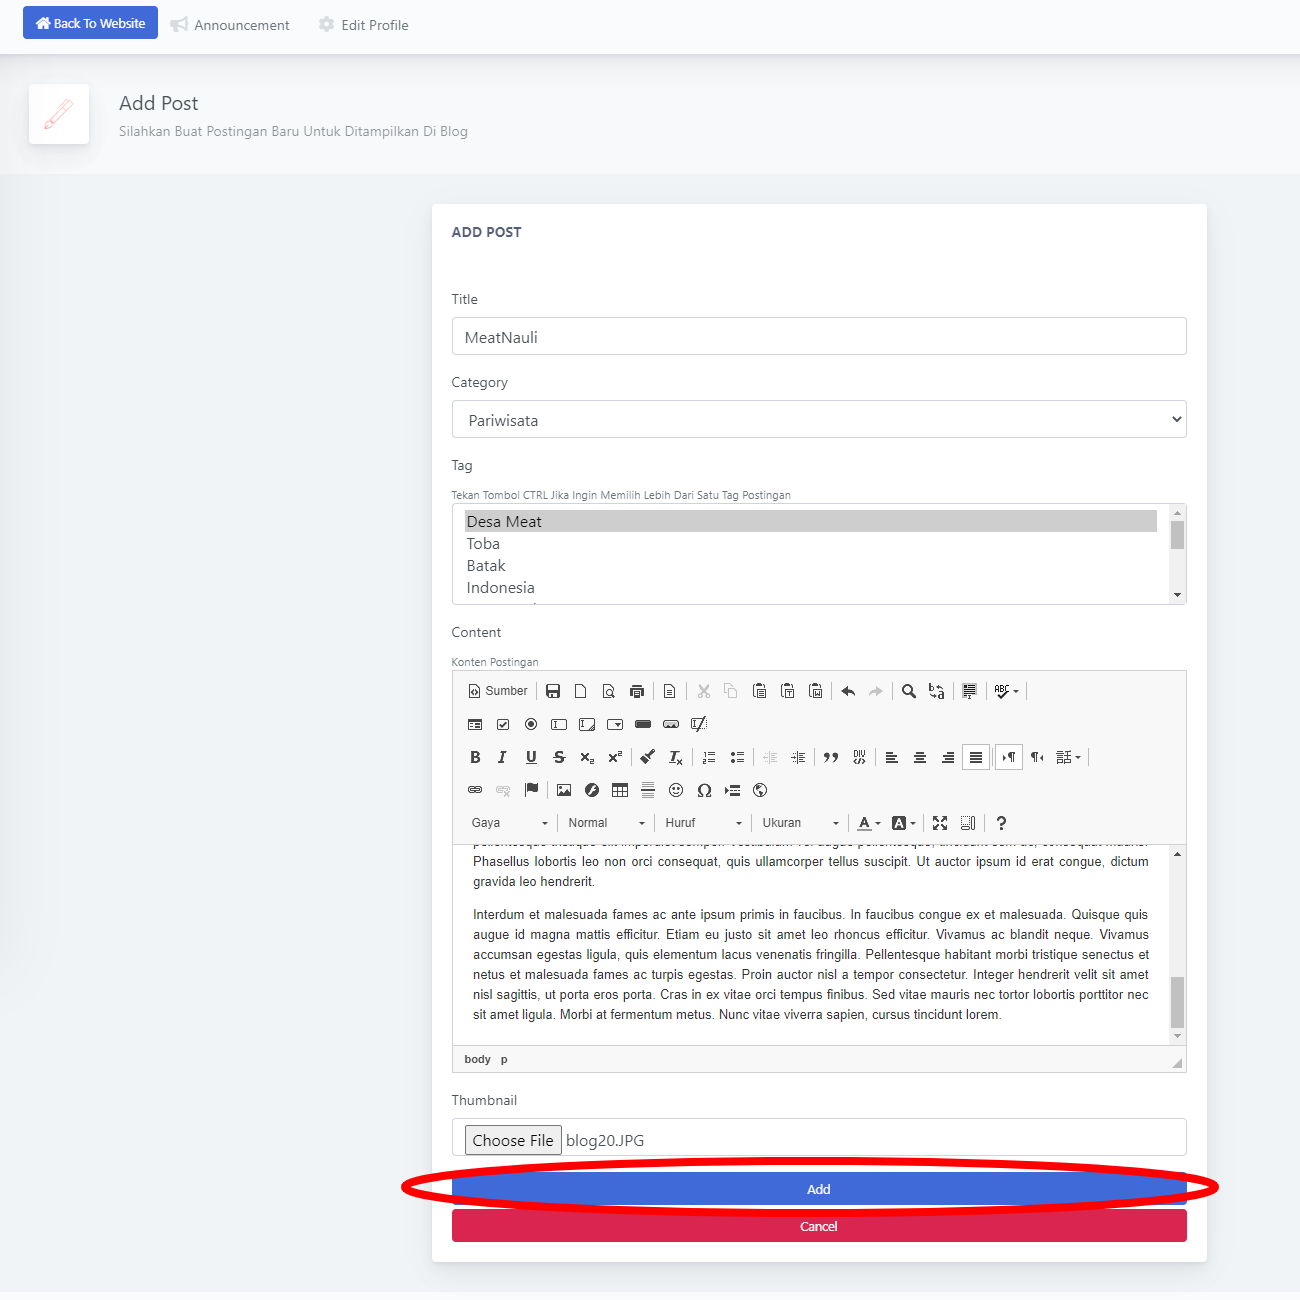 Back To Website
Announcement
Edit Profile
Add Post
Silahkan Buat Postingan Baru Untuk Ditampilkan Di Blog
ADD POST
Title
MeatNauli
Category
Pariwisata
Tag
Tekan Tombol CTRL Jika Ingin Memilih Lebih Dari Satu Tag Postingan
Desa Meat
Toba
Batak
Indonesia
Content
Konten Postingan
Sumber
Gaya Normal Huruf Ukuran
Phasellus lobortis leo non orci consequat, quis ullamcorper tellus suscipit. Ut auctor ipsum id erat congue, dictum
gravida leo hendrerit.
Interdum et malesuada fames ac ante ipsum primis in faucibus. In faucibus congue ex et malesuada. Quisque quis
augue id magna mattis efficitur. Etiam eu justo sit amet leo rhoncus efficitur. Vivamus ac blandit neque. Vivamus
accumsan egestas ligula, quis elementum lacus venenatis fringilla. Pellentesque habitant morbi tristique senectus et
netus et malesuada fames ac turpis egestas. Proin auctor nisl a tempor consectetur. Integer hendrerit velit sit amet
nisl sagittis, ut porta eros porta. Cras in ex vitae orci tempus finibus. Sed vitae mauris nec tortor lobortis porttitor nec
sit amet ligula. Morbi at fermentum metus. Nunc vitae viverra sapien, cursus tincidunt lorem.
body p
Thumbnail
Choose File blog20.JPG
Add
Cancel